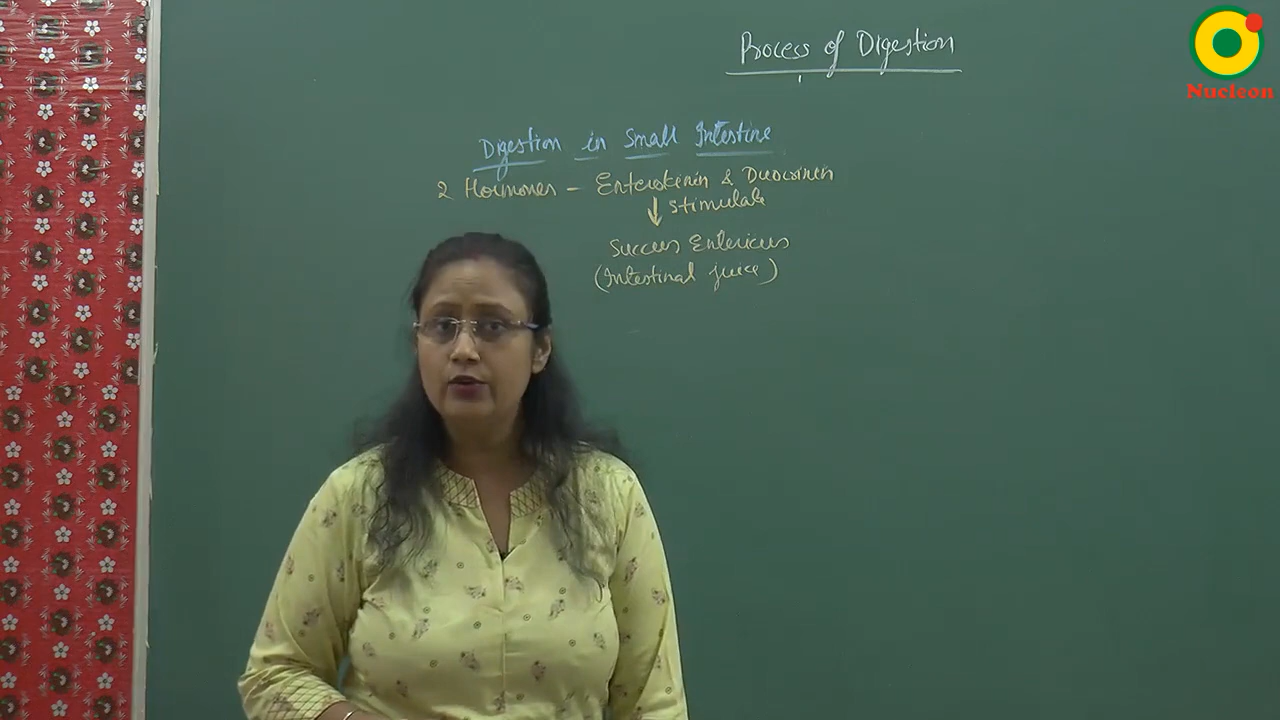 Process of Digestion
Nucleon
Digestion in Small Intestine
2 Hormones - Enterokinin & Duocrinin
↓ stimulate
Succus Entericus
(Intestinal juice)